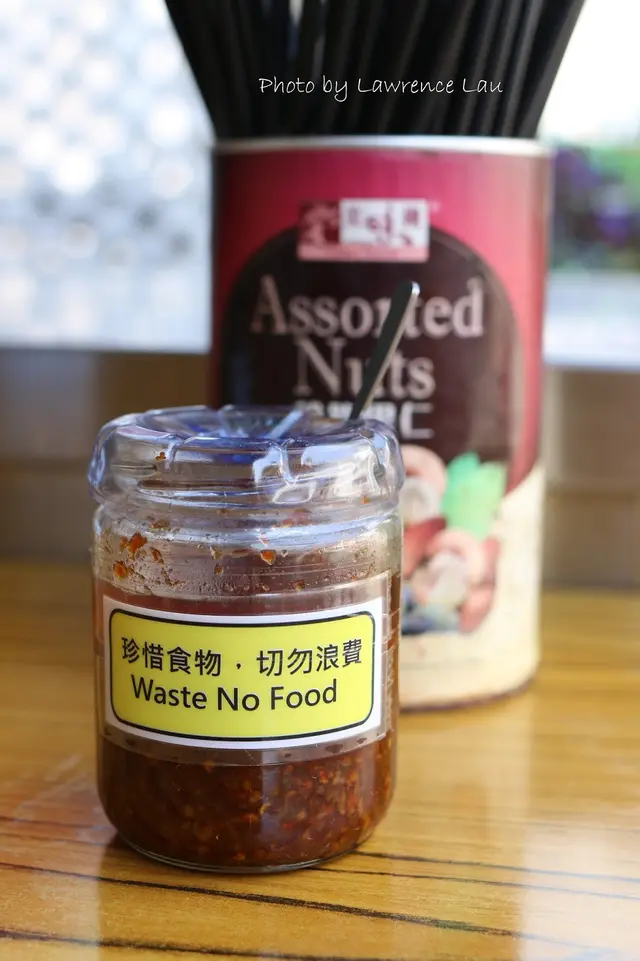 Photo by Lawrence Lau
Assorted
Nuts
珍惜食物，切勿浪費
Waste No Food